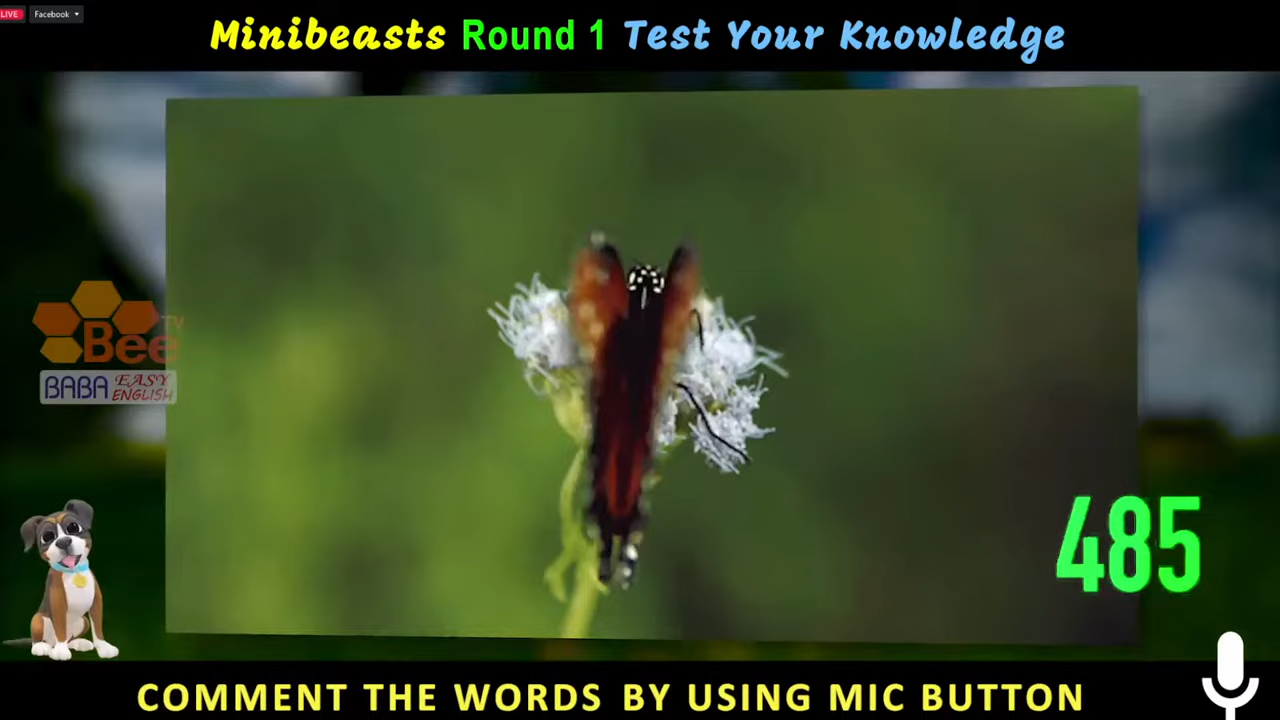 LIVE
Facebook
Minibeasts Round 1 Test Your Knowledge
Bee TV
BABA EASY ENGLISH
485
COMMENT THE WORDS BY USING MIC BUTTON